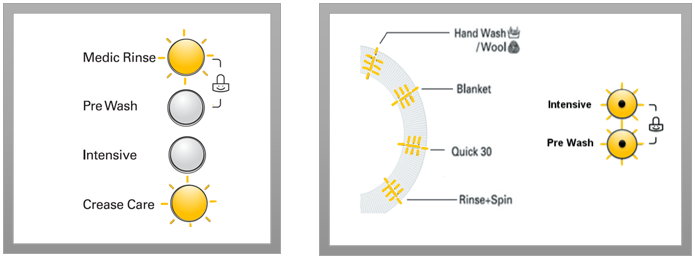 Medic Rinse
Pre Wash
Intensive
Crease Care
Hand Wash
/Wool
Blanket
Quick 30
Rinse+Spin
Intensive
Pre Wash